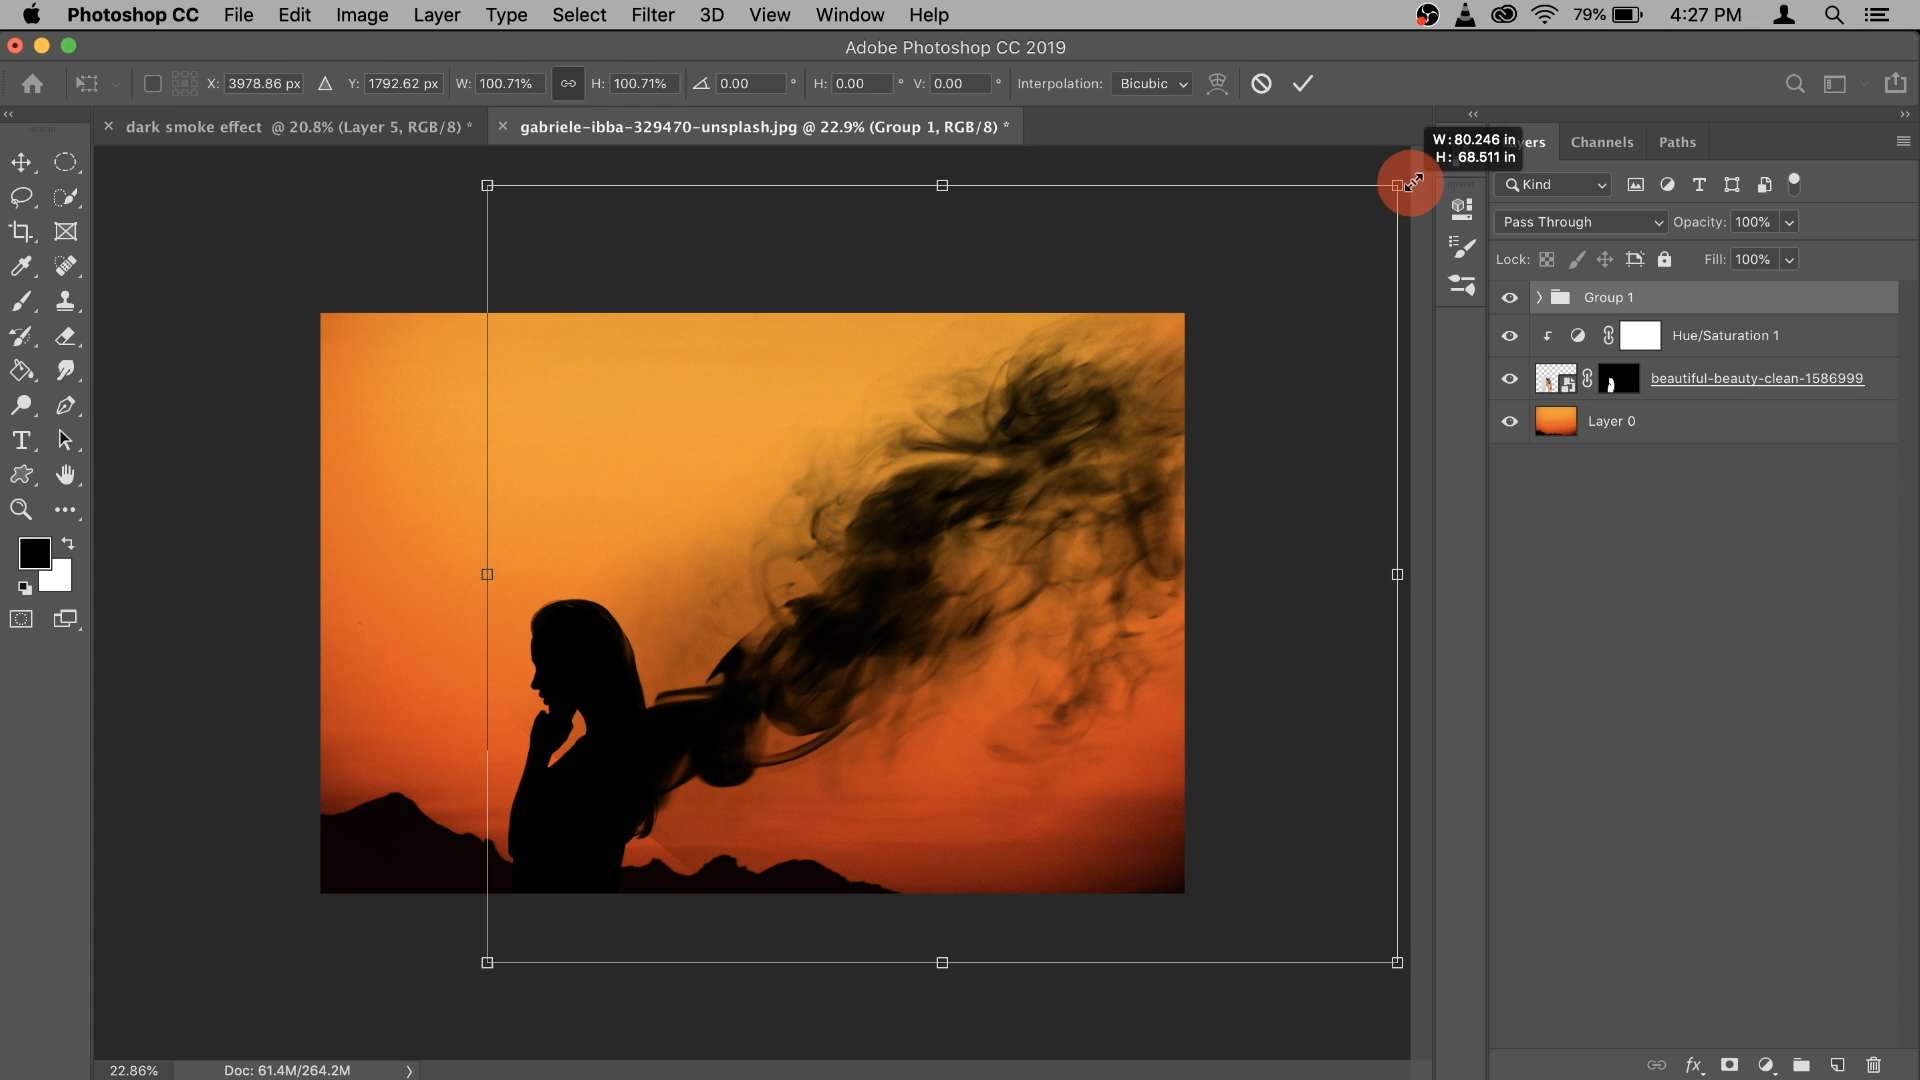 Photoshop CC File Edit Image Layer Type Select Filter 3D View Window Help 79% 4:27 PM
Adobe Photoshop CC 2019
X: 3978.86 px Y: 1792.62 px W: 100.71% H: 100.71% 0.00 ° H: 0.00 ° V: 0.00 ° Interpolation: Bicubic
dark smoke effect @ 20.8% (Layer 5, RGB/8) *
gabriele-ibba-329470-unsplash.jpg @ 22.9% (Group 1, RGB/8) *
W: 80.246 in
H: 68.511 in
yers Channels Paths
Kind
Pass Through Opacity: 100%
Lock: Fill: 100%
Group 1
Hue/Saturation 1
beautiful-beauty-clean-1586999
Layer 0
22.86% Doc: 61.4M/264.2M